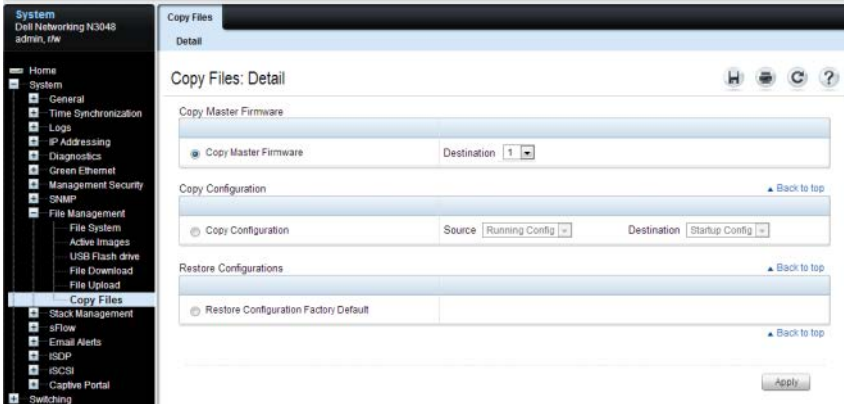 System
Dell Networking N3048
admin, r/w
Home
System
General
Time Synchronization
Logs
IP Addressing
Diagnostics
Green Ethernet
Management Security
SNMP
File Management
File System
Active Images
USB Flash drive
File Download
File Upload
Copy Files
Stack Management
sFlow
Email Alerts
ISDP
iSCSI
Captive Portal
Switching
Copy Files
Detail
Copy Files: Detail
Copy Master Firmware
Copy Master Firmware Destination 1
Copy Configuration Back to top
Copy Configuration Source Running Config Destination Startup Config
Restore Configurations Back to top
Restore Configuration Factory Default
Back to top
Apply